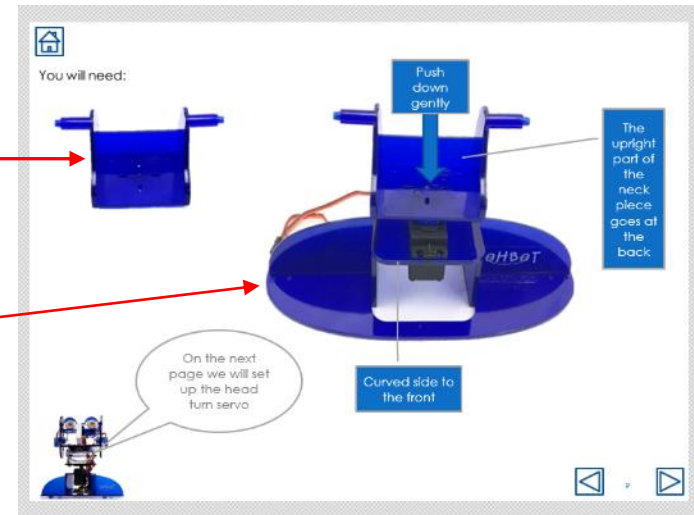 You will need:
Push
down
gently
The
upright
part of
the
neck
piece
goes at
the
back
OHBOT
On the next
page we will set
up the head
turn servo
Curved side to
the front